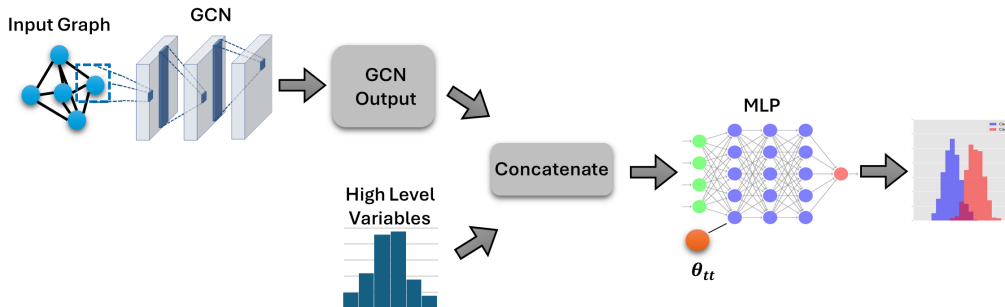 Input Graph
GCN
GCN
Output
High Level
Variables
Concatenate
MLP
θtt